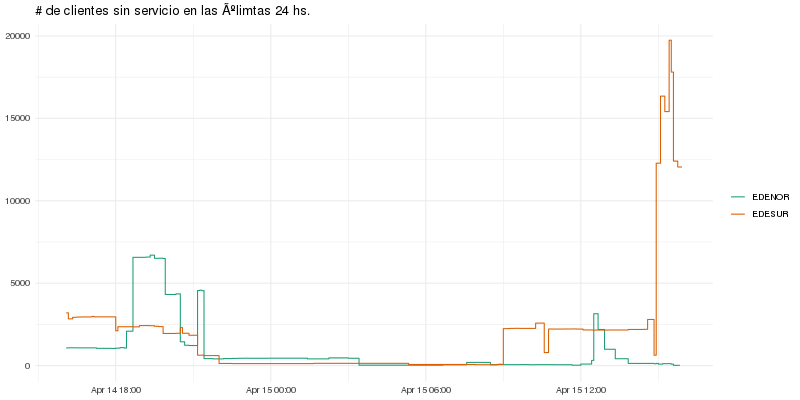 # de clientes sin servicio en las Ãºlimtas 24 hs.
20000
15000
10000
5000
0
Apr 14 18:00
Apr 15 00:00
Apr 15 06:00
Apr 15 12:00
EDENOR
EDESUR